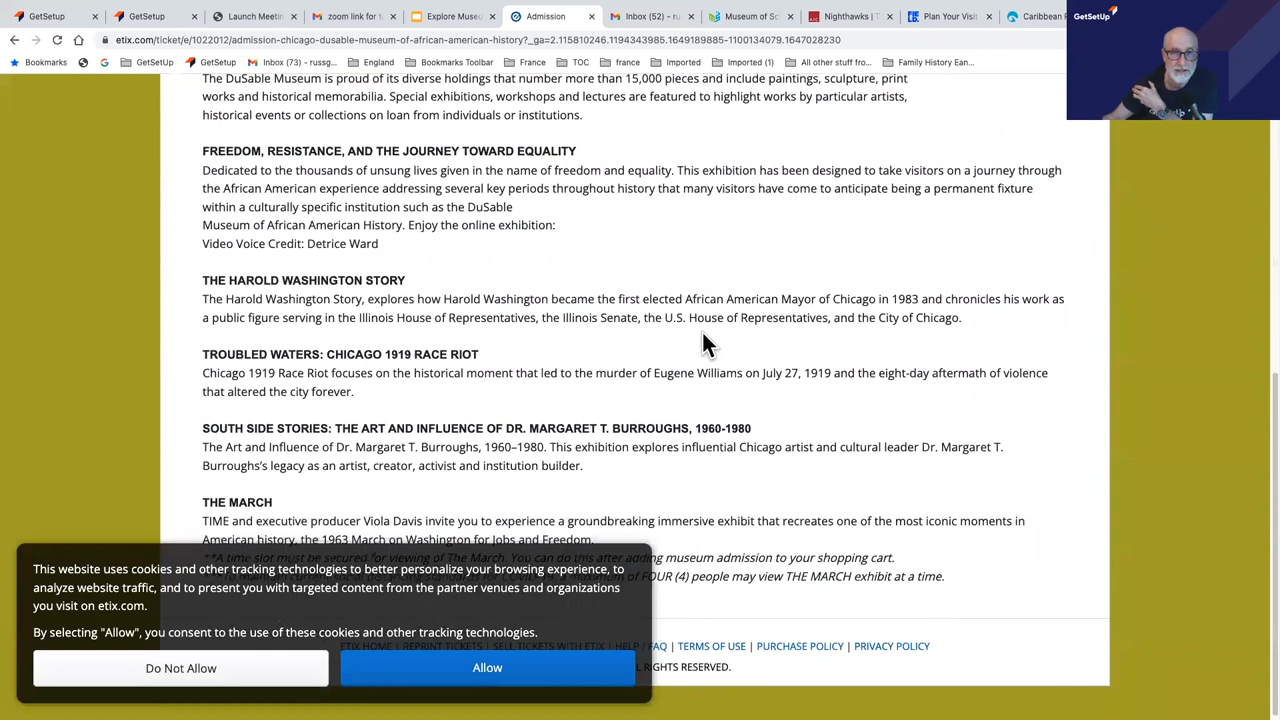 GetSetUp
GetSetup
Launch Meetin
zoom link for t
Explore Museu
Admission
Inbox (52) - ru
Museum of Sc
Nighthawks | T
Plan Your Visit
Caribbean
GetSetUp
etix.com/ticket/e/1022012/admission-chicago-dusable-museum-of-african-american-history?_ga=2.115810246.1194343985.1649189885-1100134079.1647028230
Bookmarks
GetSetUp
GetSetup
Inbox (73) - russg...
England
Bookmarks Toolbar
France
TOC
france
Imported
Imported (1)
All other stuff fro...
Family History Ean...
The DuSable Museum is proud of its diverse holdings that number more than 15,000 pieces and include paintings, sculpture, print
works and historical memorabilia. Special exhibitions, workshops and lectures are featured to highlight works by particular artists,
historical events or collections on loan from individuals or institutions.
FREEDOM, RESISTANCE, AND THE JOURNEY TOWARD EQUALITY
Dedicated to the thousands of unsung lives given in the name of freedom and equality. This exhibition has been designed to take visitors on a journey through
the African American experience addressing several key periods throughout history that many visitors have come to anticipate being a permanent fixture
within a culturally specific institution such as the DuSable
Museum of African American History. Enjoy the online exhibition:
Video Voice Credit: Detrice Ward
THE HAROLD WASHINGTON STORY
The Harold Washington Story, explores how Harold Washington became the first elected African American Mayor of Chicago in 1983 and chronicles his work as
a public figure serving in the Illinois House of Representatives, the Illinois Senate, the U.S. House of Representatives, and the City of Chicago.
TROUBLED WATERS: CHICAGO 1919 RACE RIOT
Chicago 1919 Race Riot focuses on the historical moment that led to the murder of Eugene Williams on July 27, 1919 and the eight-day aftermath of violence
that altered the city forever.
SOUTH SIDE STORIES: THE ART AND INFLUENCE OF DR. MARGARET T. BURROUGHS, 1960-1980
The Art and Influence of Dr. Margaret T. Burroughs, 1960–1980. This exhibition explores influential Chicago artist and cultural leader Dr. Margaret T.
Burroughs's legacy as an artist, creator, activist and institution builder.
THE MARCH
TIME and executive producer Viola Davis invite you to experience a groundbreaking immersive exhibit that recreates one of the most iconic moments in
American history, the 1963 March on Washington for Jobs and Freedom.
**A time slot must be secured for viewing of The March. You can do this after adding museum admission to your shopping cart.
maximum of FOUR (4) people may view THE MARCH exhibit at a time.
This website uses cookies and other tracking technologies to better personalize your browsing experience, to
analyze website traffic, and to present you with targeted content from the partner venues and organizations
you visit on etix.com.
By selecting "Allow", you consent to the use of these cookies and other tracking technologies.
Do Not Allow
Allow
ETIX HOME | REPRINT TICKETS | SELL TICKETS WITH ETIX | HELP / FAQ | TERMS OF USE | PURCHASE POLICY | PRIVACY POLICY
RIGHTS RESERVED.